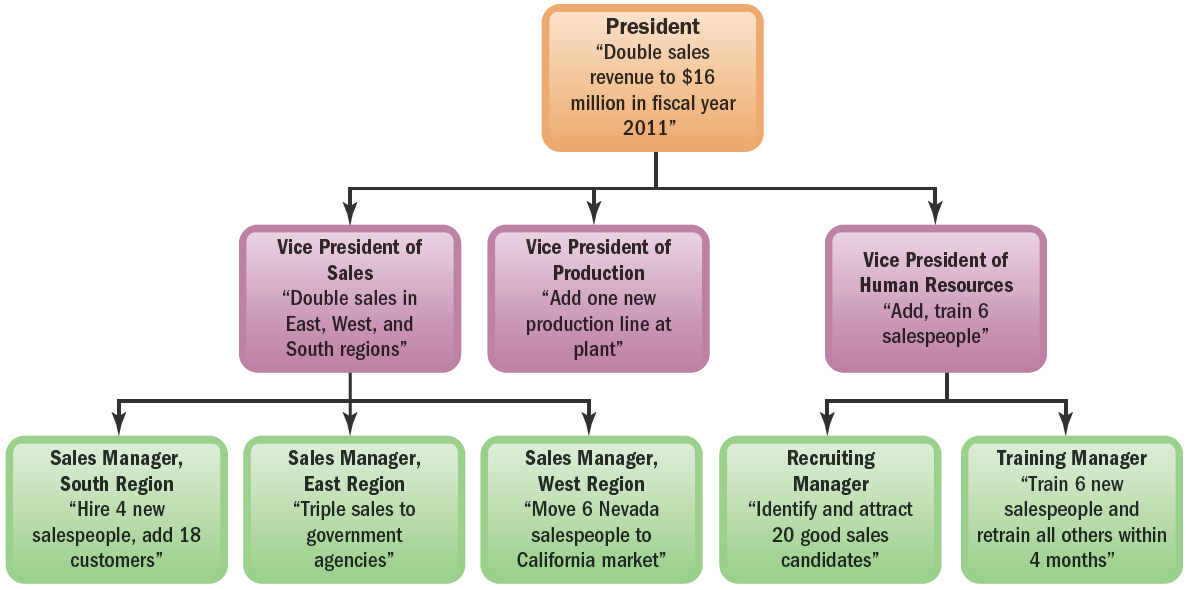 President
“Double sales
revenue to $16
million in fiscal year
2011”
Vice President of
Sales
“Double sales in
East, West, and
South regions”
Vice President of
Production
“Add one new
production line at
plant”
Vice President of
Human Resources
“Add, train 6
salespeople”
Sales Manager,
South Region
“Hire 4 new
salespeople, add 18
customers”
Sales Manager,
East Region
“Triple sales to
government
agencies”
Sales Manager,
West Region
“Move 6 Nevada
salespeople to
California market”
Recruiting
Manager
“Identify and attract
20 good sales
candidates”
Training Manager
“Train 6 new
salespeople and
retrain all others within
4 months”